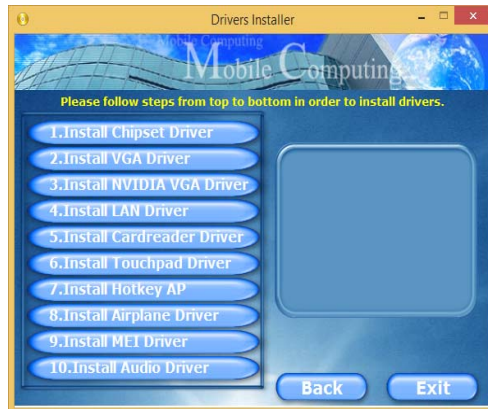 Drivers Installer
Mobile Computing
Mobile Computing
Please follow steps from top to bottom in order to install drivers.
1.Install Chipset Driver
2.Install VGA Driver
3.Install NVIDIA VGA Driver
4.Install LAN Driver
5.Install Cardreader Driver
6.Install Touchpad Driver
7.Install Hotkey AP
8.Install Airplane Driver
9.Install MEI Driver
10.Install Audio Driver
Back
Exit